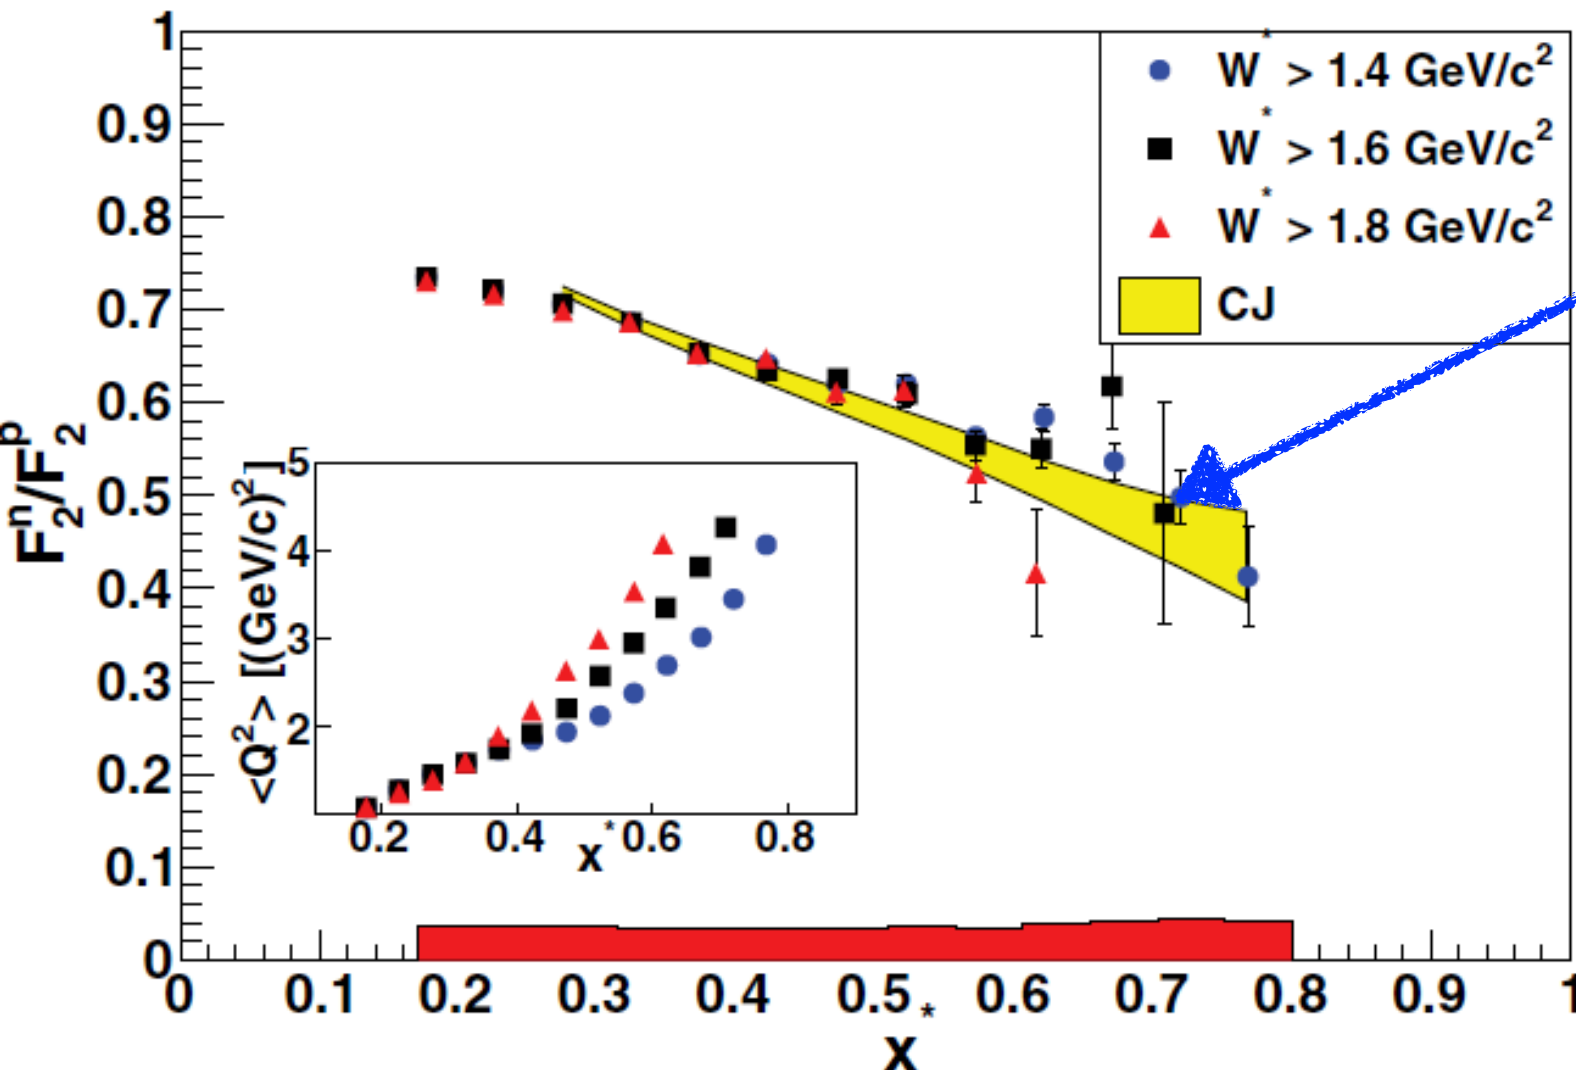 W* > 1.4 GeV/c²
W* > 1.6 GeV/c²
W* > 1.8 GeV/c²
CJ
1
0.9
0.8
0.7
0.6
0.5
0.4
0.3
0.2
0.1
0
F₂ⁿ/F₂ᵖ
5
4
3
2
<Q²> [(GeV/c)²]
0.2 0.4 0.6 0.8
x*
0 0.1 0.2 0.3 0.4 0.5 0.6 0.7 0.8 0.9 1
x*